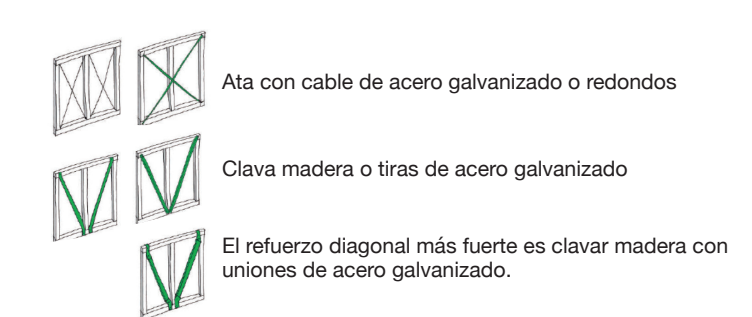 Ata con cable de acero galvanizado o redondos
Clava madera o tiras de acero galvanizado
El refuerzo diagonal más fuerte es clavar madera con
uniones de acero galvanizado.